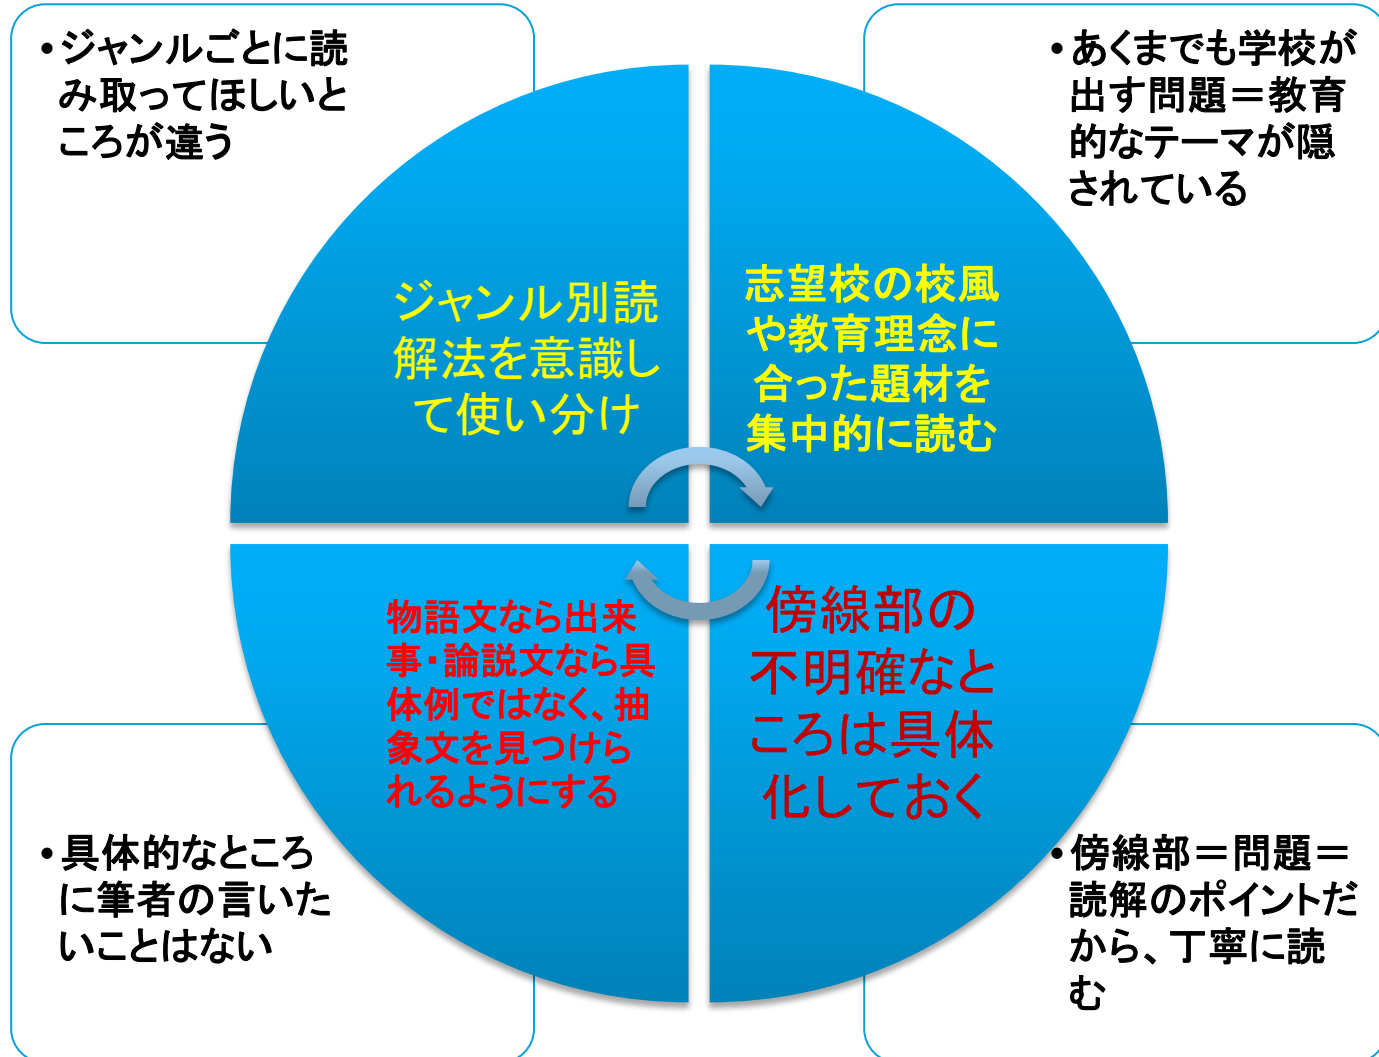 •ジャンルごとに読
み取ってほしいと
ころが違う
•あくまでも学校が
出す問題＝教育
的なテーマが隠
されている
ジャンル別読
解法を意識し
て使い分け
志望校の校風
や教育理念に
合った題材を
集中的に読む
物語文なら出来
事・論説文なら具
体例ではなく、抽
象文を見つけら
れるようにする
傍線部の
不明確なと
ころは具体
化しておく
•具体的なところ
に筆者の言いた
いことはない
•傍線部＝問題＝
読解のポイントだ
から、丁寧に読
む